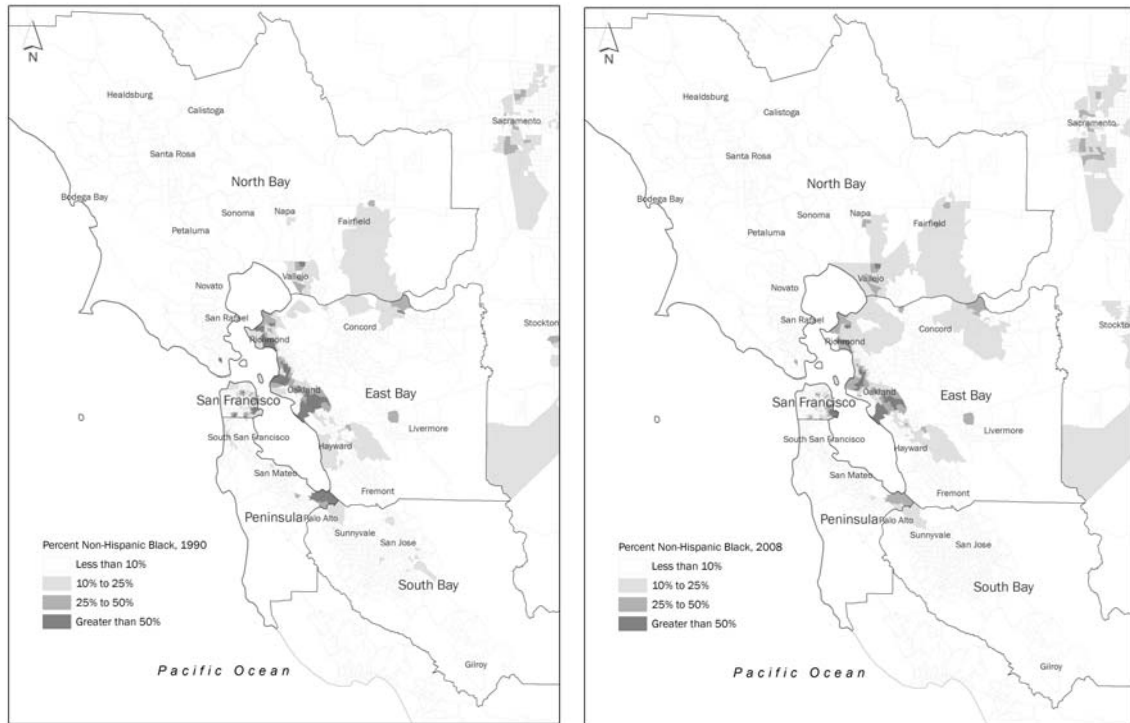 N
Healdsburg
Calistoga
Sacramento
Santa Rosa
North Bay
Bodega Bay
Sonoma
Napa
Fairfield
Petaluma
Vallejo
Novato
San Rafael
Concord
Stockton
Richmond
Oakland
San Francisco
East Bay
Livermore
South San Francisco
Hayward
San Mateo
Fremont
Peninsula
Palo Alto
Sunnyvale
San Jose
South Bay
Percent Non-Hispanic Black, 1990
Less than 10%
10% to 25%
25% to 50%
Greater than 50%
Gilroy
Pacific Ocean
N
Healdsburg
Calistoga
Sacramento
Santa Rosa
North Bay
Bodega Bay
Sonoma
Napa
Fairfield
Petaluma
Vallejo
Novato
San Rafael
Concord
Stockton
Richmond
Oakland
San Francisco
East Bay
Livermore
South San Francisco
Hayward
San Mateo
Fremont
Peninsula
Palo Alto
Sunnyvale
San Jose
South Bay
Percent Non-Hispanic Black, 2008
Less than 10%
10% to 25%
25% to 50%
Greater than 50%
Gilroy
Pacific Ocean